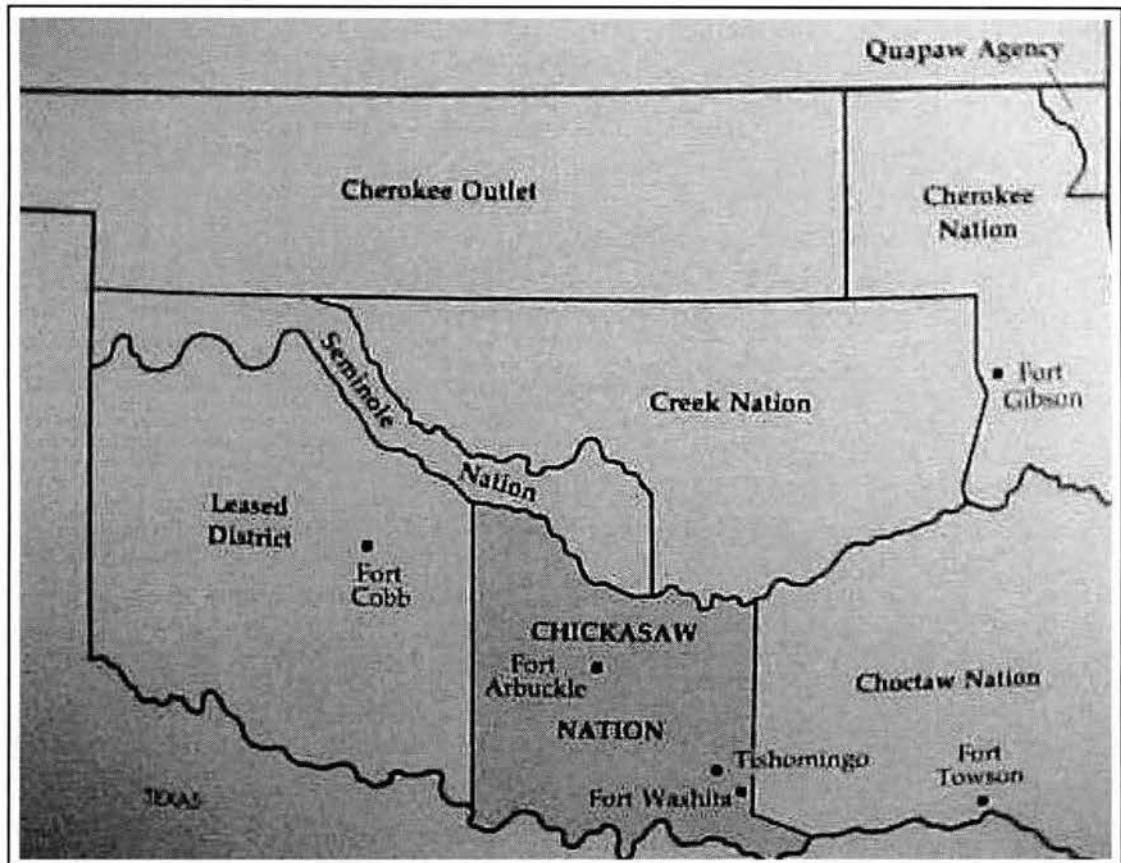 Quapaw Agency
Cherokee Outlet
Cherokee
Nation
Seminole
Nation
Creek Nation
Fort
Gibson
Leased
District
Fort
Cobb
CHICKASAW
Fort
Arbuckle
NATION
Choctaw Nation
Tishomingo
Fort Washita
Fort
Towson
TEXAS